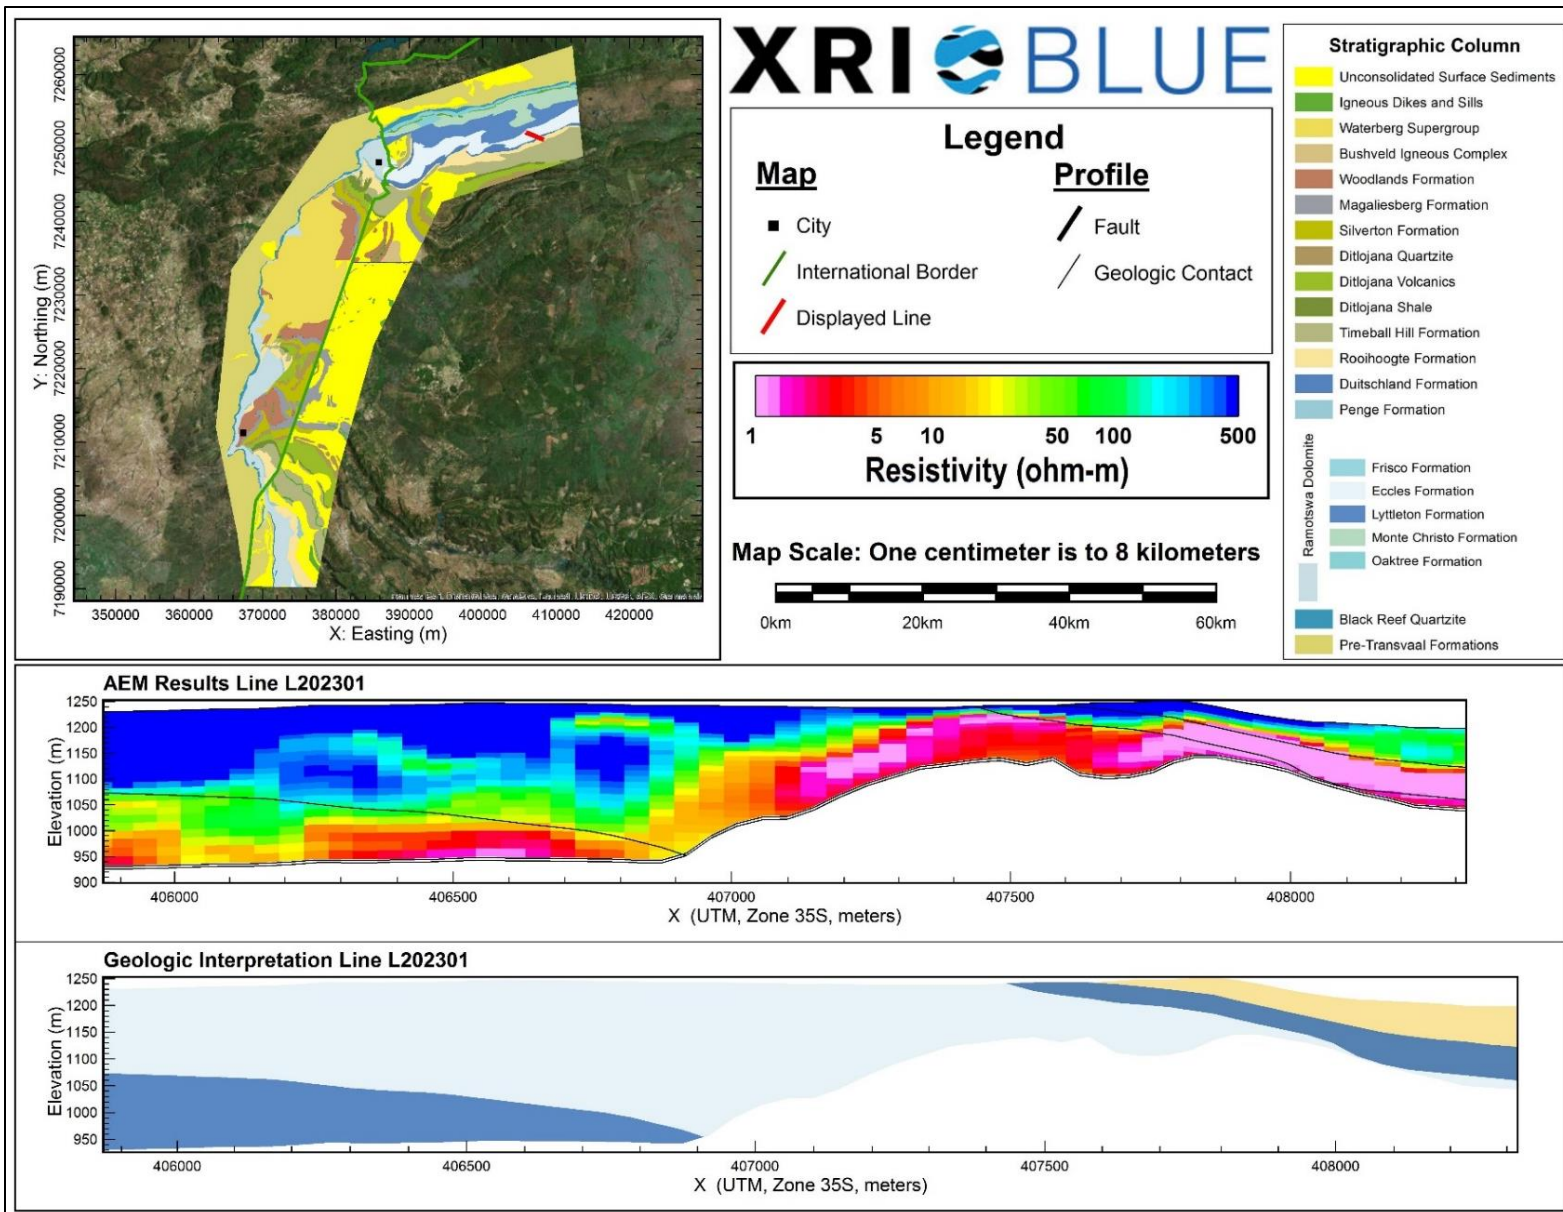 7260000
7250000
7240000
7230000
7220000
7210000
7200000
7190000
Y: Northing (m)
350000 360000 370000 380000 390000 400000 410000 420000
X: Easting (m)
XRI BLUE
Legend
Map
City
International Border
Displayed Line
Profile
Fault
Geologic Contact
1 5 10 50 100 500
Resistivity (ohm-m)
Map Scale: One centimeter is to 8 kilometers
0km 20km 40km 60km
Stratigraphic Column
Unconsolidated Surface Sediments
Igneous Dikes and Sills
Waterberg Supergroup
Bushveld Igneous Complex
Woodlands Formation
Magaliesberg Formation
Silverton Formation
Ditlojana Quartzite
Ditlojana Volcanics
Ditlojana Shale
Timeball Hill Formation
Rooihoogte Formation
Duitschland Formation
Penge Formation
Ramotswa Dolomite
Frisco Formation
Eccles Formation
Lyttleton Formation
Monte Christo Formation
Oaktree Formation
Black Reef Quartzite
Pre-Transvaal Formations
AEM Results Line L202301
Elevation (m)
1250
1200
1150
1100
1050
1000
950
900
406000 406500 407000 407500 408000
X (UTM, Zone 35S, meters)
Geologic Interpretation Line L202301
Elevation (m)
1250
1200
1150
1100
1050
1000
950
406000 406500 407000 407500 408000
X (UTM, Zone 35S, meters)